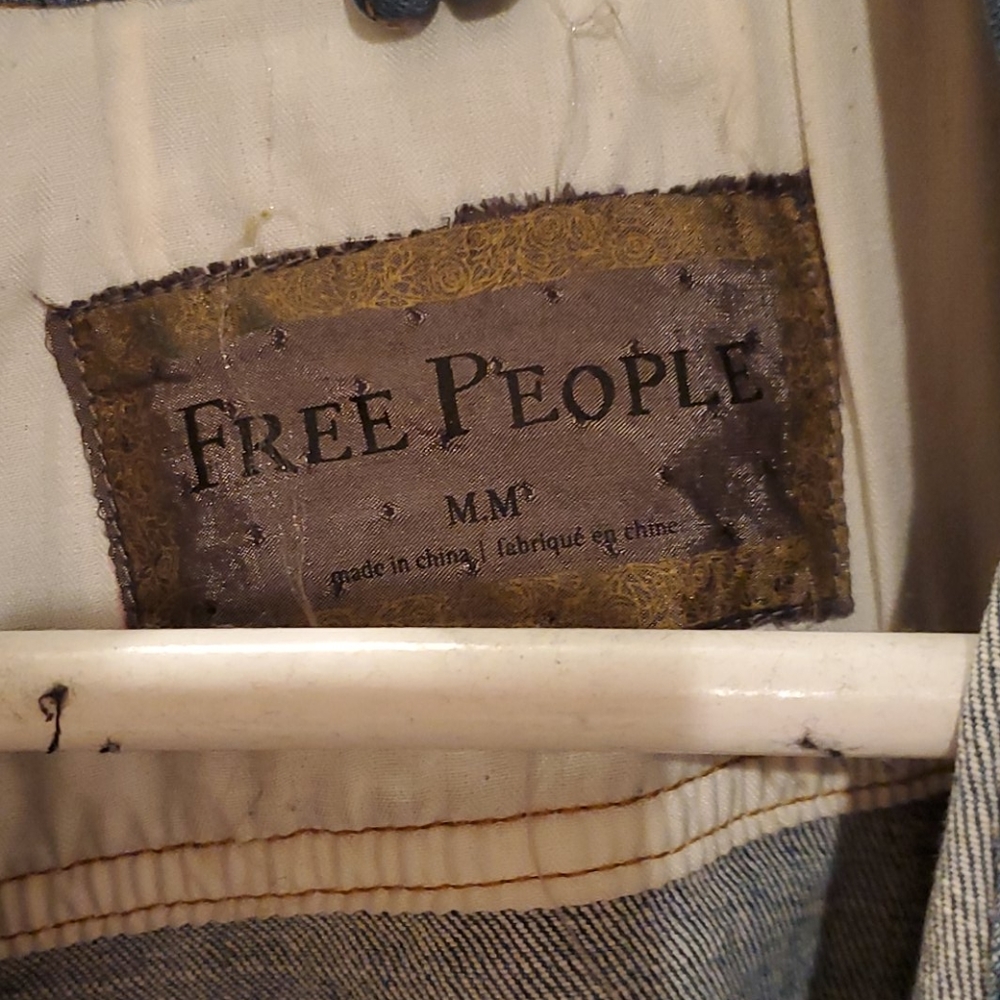 FREE PEOPLE
M.M
made in china | fabriqué en chine